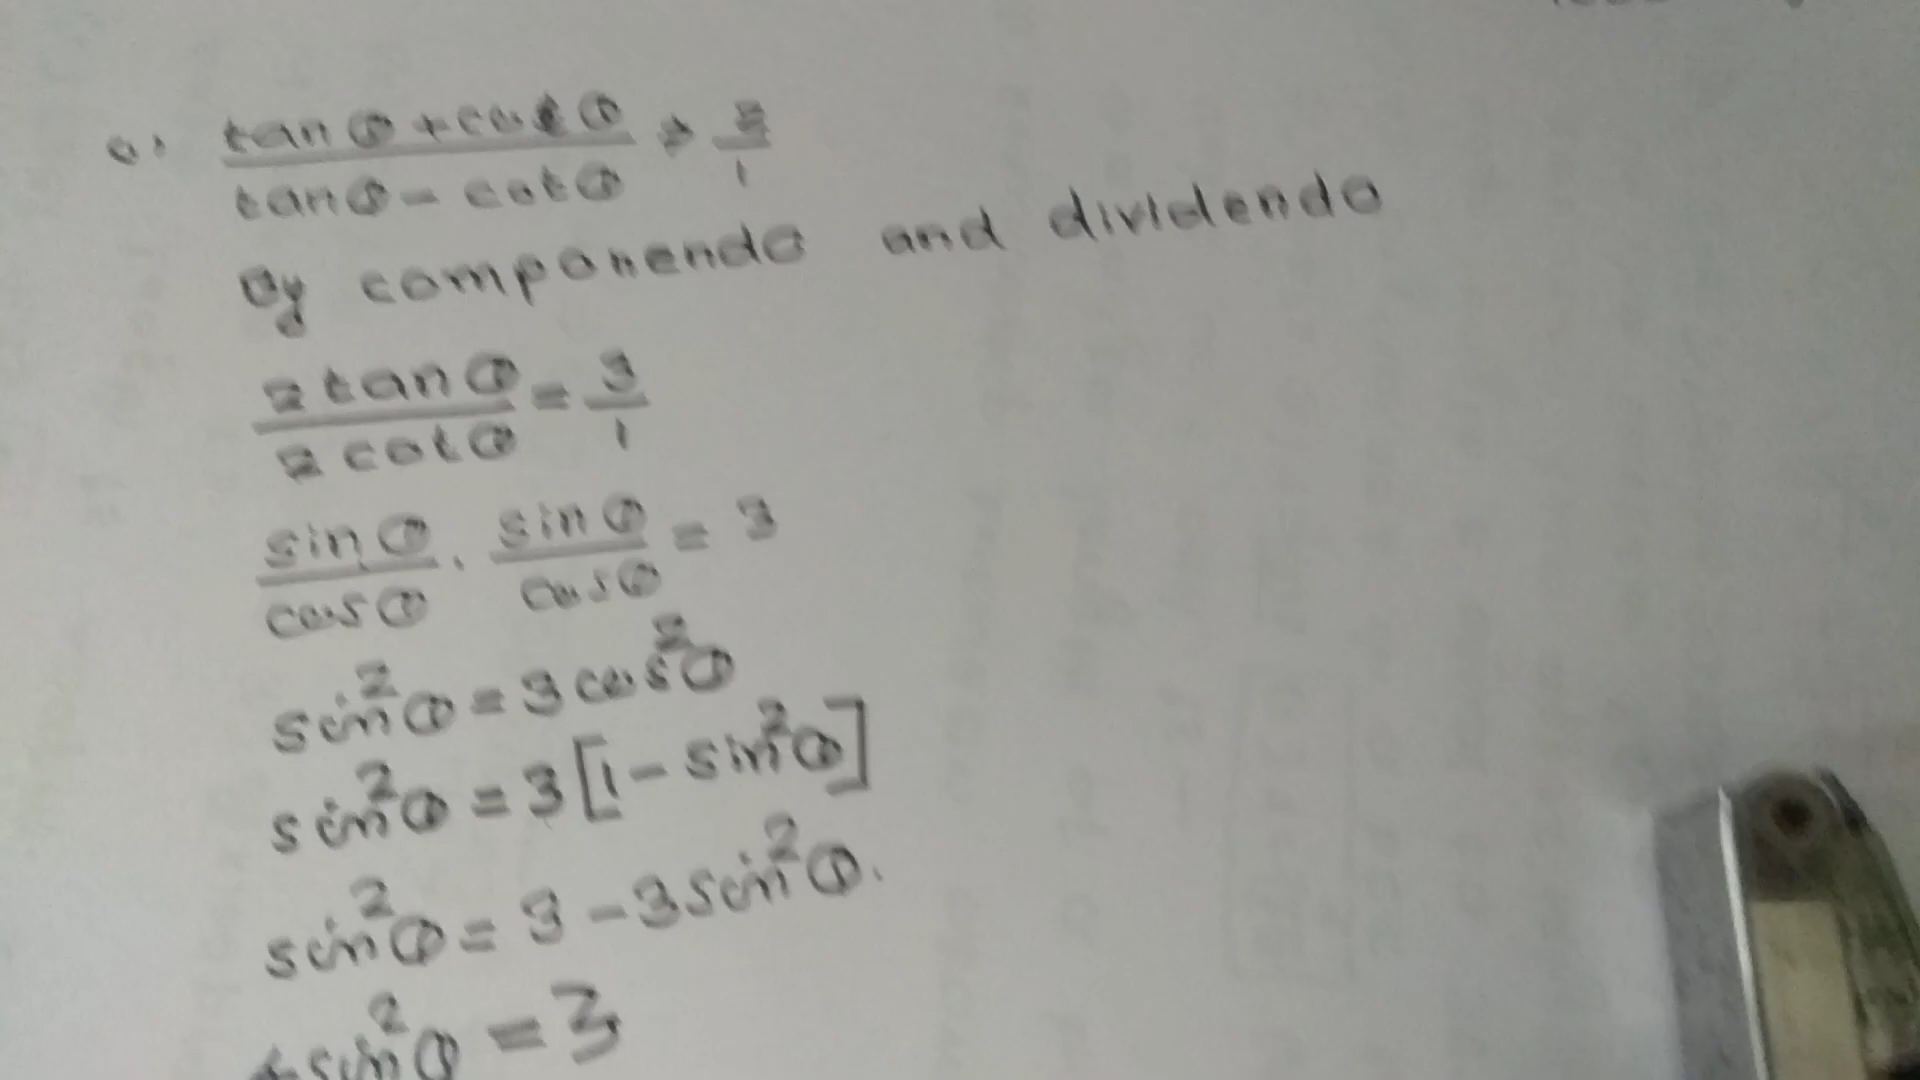 tanθ + cotθ / tanθ - cotθ = 2/1
By componendo and dividendo
2tanθ / 2cotθ = 3/1
sinθ/cosθ . sinθ/cosθ = 3
sin²θ = 3cos²θ
sin²θ = 3[1 - sin²θ]
sin²θ = 3 - 3sin²θ.
4sin²θ = 3